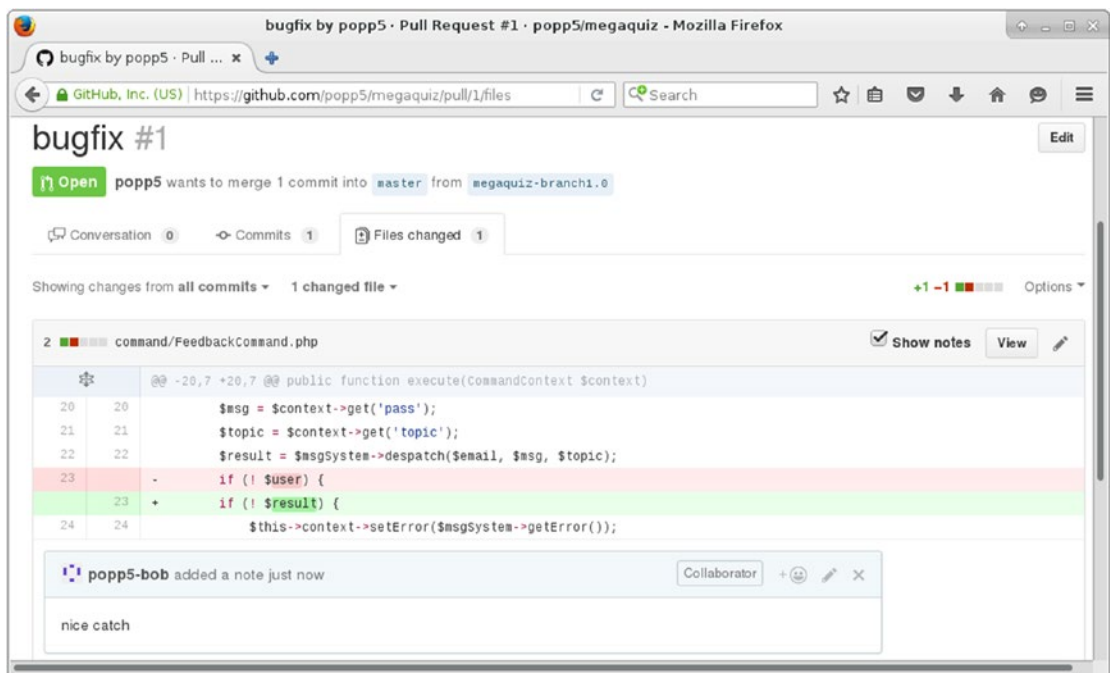 bugfix by popp5 · Pull Request #1 · popp5/megaquiz - Mozilla Firefox
bugfix by popp5 · Pull ...
GitHub, Inc. (US) https://github.com/popp5/megaquiz/pull/1/files Search
bugfix #1 Edit
Open popp5 wants to merge 1 commit into master from megaquiz-branch1.0
Conversation 0 Commits 1 Files changed 1
Showing changes from all commits 1 changed file +1 −1 Options
2 command/FeedbackCommand.php Show notes View
@@ -20,7 +20,7 @@ public function execute(CommandContext $context)
20 20 $msg = $context->get('pass');
21 21 $topic = $context->get('topic');
22 22 $result = $msgSystem->despatch($email, $msg, $topic);
23 - if (! $user) {
23 + if (! $result) {
24 24 $this->context->setError($msgSystem->getError());
popp5-bob added a note just now Collaborator
nice catch